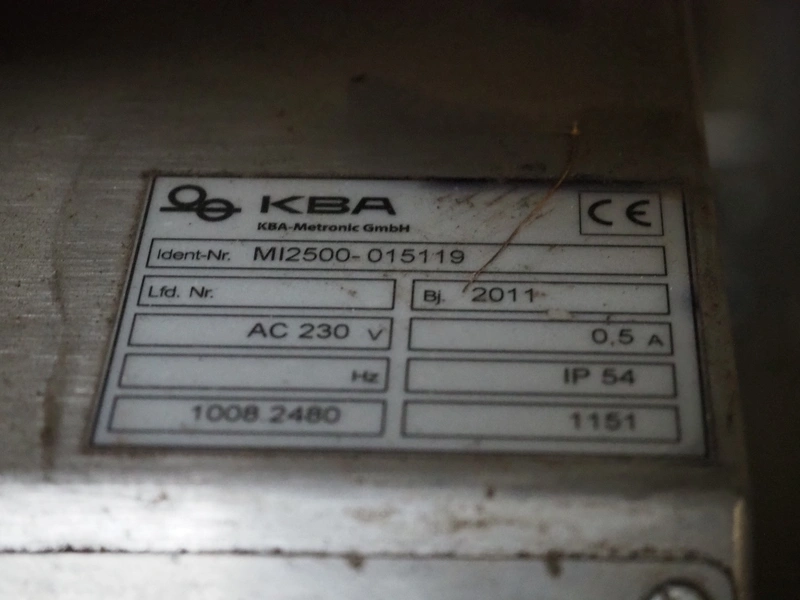 KBA
CE
KBA-Metronic GmbH
Ident-Nr. MI2500-015119
Lfd. Nr.
Bj. 2011
AC 230 V
0,5 A
Hz
IP 54
1008 2480
1151